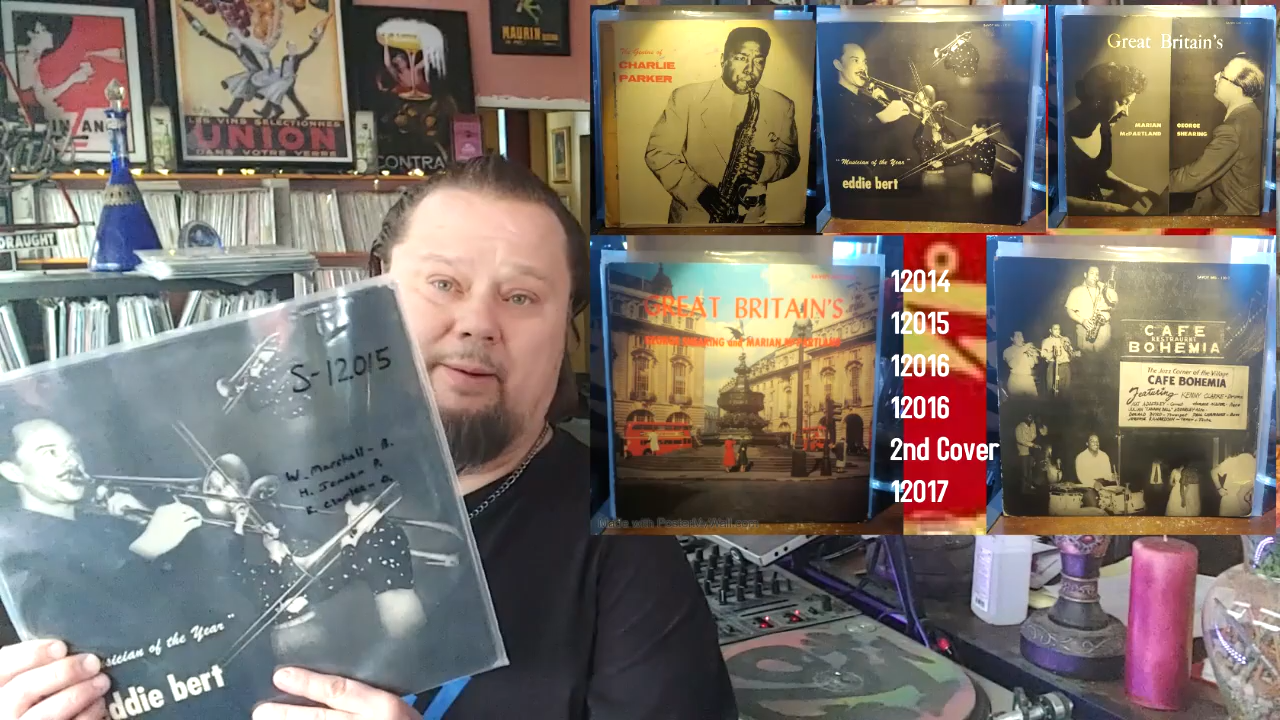 MAURIN
LES VINS SELECTIONNES
UNION
DANS VOTRE VERRE
CONTRA
DRAUGHT
S-12015
W. Marshall - B.
H. Jones - P.
K. Clarke - D.
"Musician of the Year"
eddie bert
The Genius of
CHARLIE
PARKER
"Musician of the Year"
eddie bert
Great Britain's
MARIAN
McPARTLAND
GEORGE
SHEARING
GREAT BRITAIN'S
GEORGE SHEARING and MARIAN McPARTLAND
12014
12015
12016
12016
2nd Cover
12017
CAFE
RESTAURANT
BOHEMIA
The Jazz Corner of the Village
CAFE BOHEMIA
Featuring - KENNY CLARKE - Drums
Made with PosterMyWall.com